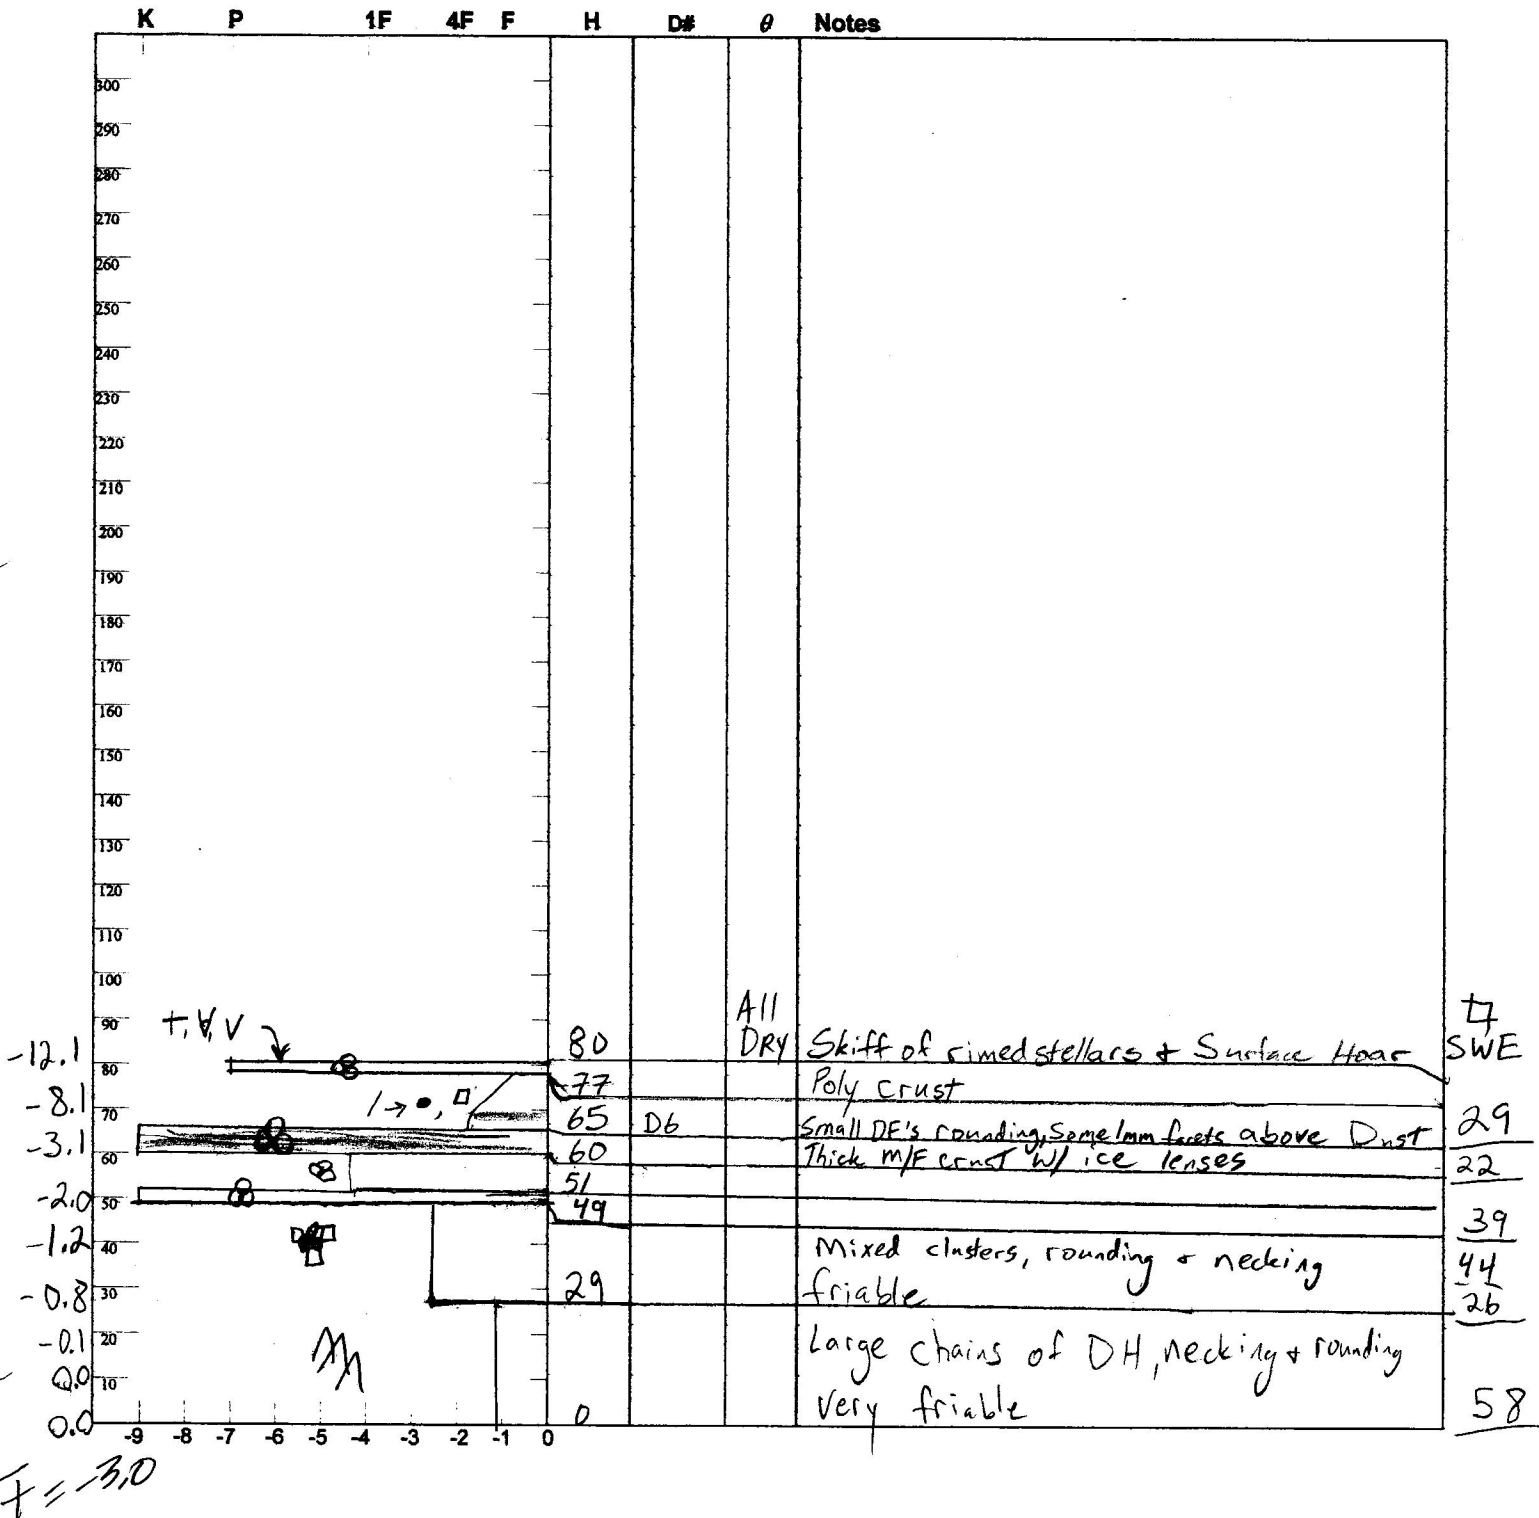 K P 1F 4F F H D# θ Notes
300
290
280
270
260
250
240
230
220
210
200
190
180
170
160
150
140
130
120
110
100
All
90 +, V
-12.1 80 80 DRY Skiff of rimed stellars + Surface Hoar SWE
77 Poly crust
-8.1 70 65 D6 Small DF's rounding, Some 1mm facets above Dust 29
-3.1 60 60 Thick M/F crust w/ ice lenses 22
51
-2.0 50 49 39
-1.2 40 Mixed clusters, rounding + necking 44
-0.8 30 29 friable 26
-0.1 20 Large chains of DH, necking + rounding
0.0 10 very friable 58
0.0 0
-9 -8 -7 -6 -5 -4 -3 -2 -1 0
= -3.0